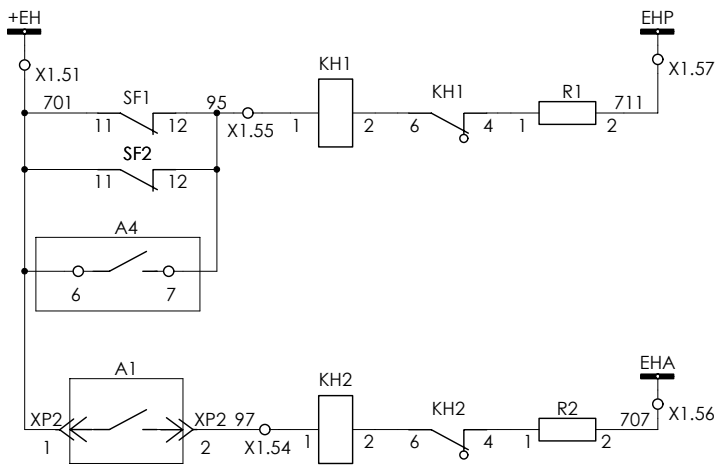 +EH
EHP
X1.51
KH1
X1.57
701
SF1
95
KH1
R1
711
11
12
X1.55
1
2
6
4
1
2
SF2
11
12
A4
6
7
A1
EHA
KH2
XP2
XP2
97
KH2
R2
707
X1.56
1
2
X1.54
1
2
6
4
1
2